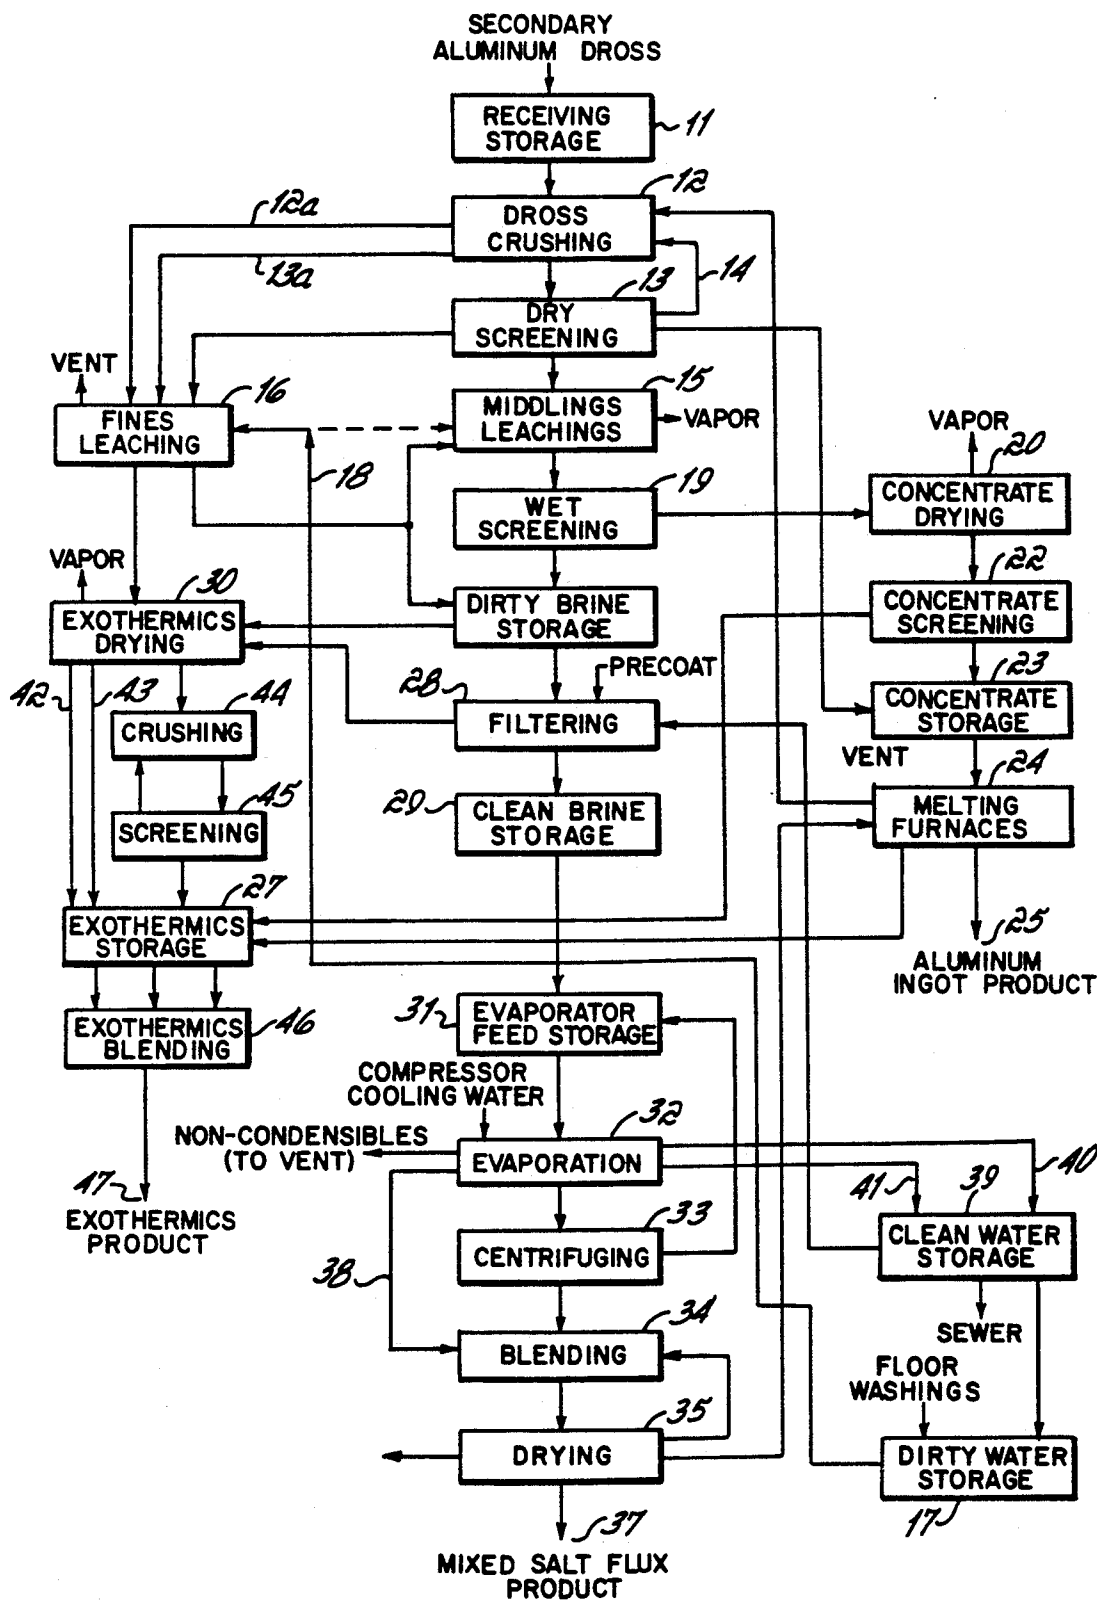 SECONDARY
ALUMINUM DROSS
RECEIVING
STORAGE
11
12
DROSS
CRUSHING
12a
13a
14
13
DRY
SCREENING
VENT
16
FINES
LEACHING
15
MIDDLINGS
LEACHINGS
VAPOR
18
19
WET
SCREENING
VAPOR
20
CONCENTRATE
DRYING
VAPOR
30
EXOTHERMICS
DRYING
DIRTY BRINE
STORAGE
22
CONCENTRATE
SCREENING
PRECOAT
23
CONCENTRATE
STORAGE
42
43
44
CRUSHING
28
FILTERING
VENT
24
MELTING
FURNACES
45
SCREENING
29
CLEAN BRINE
STORAGE
27
EXOTHERMICS
STORAGE
25
ALUMINUM
INGOT PRODUCT
EXOTHERMICS
BLENDING
46
31
EVAPORATOR
FEED STORAGE
COMPRESSOR
COOLING WATER
NON-CONDENSIBLES
(TO VENT)
32
EVAPORATION
40
41
39
CLEAN WATER
STORAGE
47
EXOTHERMICS
PRODUCT
33
CENTRIFUGING
38
SEWER
34
BLENDING
FLOOR
WASHINGS
35
DRYING
DIRTY WATER
STORAGE
17
37
MIXED SALT FLUX
PRODUCT